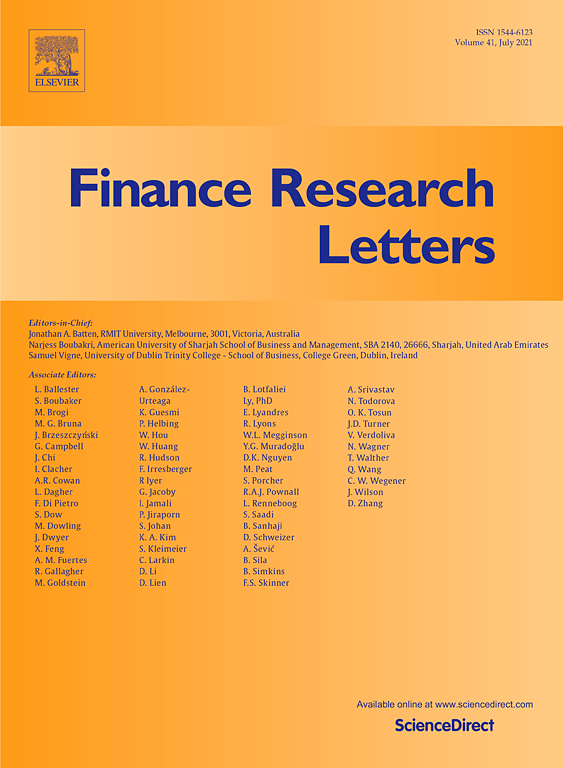 ISSN 1544-6123
Volume 41, July 2021
ELSEVIER
Finance Research
Letters
Editors-in-Chief:
Jonathan A. Batten, RMIT University, Melbourne, 3001, Victoria, Australia
Narjess Boubakri, American University of Sharjah School of Business and Management, SBA 2140, 26666, Sharjah, United Arab Emirates
Samuel Vigne, University of Dublin Trinity College - School of Business, College Green, Dublin, Ireland
Associate Editors:
L. Ballester
S. Boubaker
M. Brogi
M. G. Bruna
J. Brzeszczyński
G. Campbell
J. Chi
I. Clacher
A.R. Cowan
L. Dagher
F. Di Pietro
S. Dow
M. Dowling
J. Dwyer
X. Feng
A. M. Fuertes
R. Gallagher
M. Goldstein
A. González-
Urteaga
K. Guesmi
P. Helbing
W. Hou
W. Huang
R. Hudson
F. Irresberger
R Iyer
G. Jacoby
I. Jamali
P. Jiraporn
S. Johan
K. A. Kim
S. Kleimeier
C. Larkin
D. Li
D. Lien
B. Lotfaliei
Ly, PhD
E. Lyandres
R. Lyons
W.L. Megginson
Y.G. Muradoğlu
D.K. Nguyen
M. Peat
S. Porcher
R.A.J. Pownall
L. Renneboog
S. Saadi
B. Sanhaji
D. Schweizer
A. Šević
B. Sila
B. Simkins
F.S. Skinner
A. Srivastav
N. Todorova
O. K. Tosun
J.D. Turner
V. Verdoliva
N. Wagner
T. Walther
Q. Wang
C. W. Wegener
J. Wilson
D. Zhang
Available online at www.sciencedirect.com
ScienceDirect